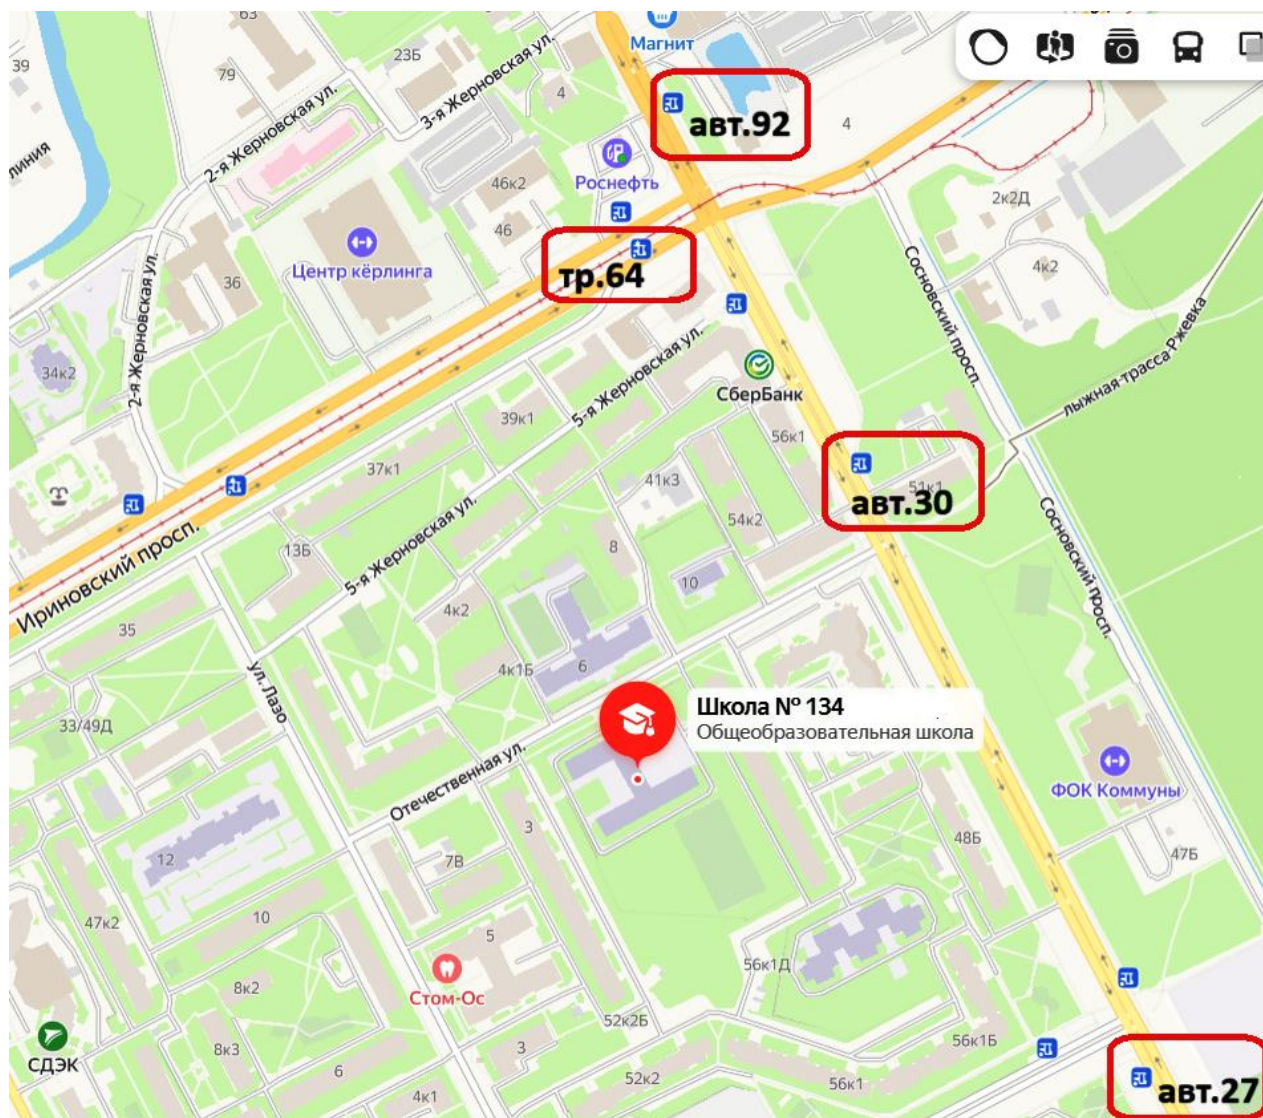 63
39
23Б
79
3-я Жерновская ул.
4
Магнит
авт.92
4
2-я Жерновская ул.
линия
Роснефть
46к2
46
2к2Д
Центр кёрлинга
36
тр.64
4к2
Сосновский просп.
2-я Жерновская ул.
34к2
5-я Жерновская ул.
СберБанк
лыжная трасса Ржевка
39к1
56к1
37к1
41к3
51к1
авт.30
54к2
Ириновский просп.
13Б
5-я Жерновская ул.
8
10
Сосновский просп.
4к2
35
4к1Б
6
ул. Лазо
33/49Д
Школа № 134
Общеобразовательная школа
Отечественная ул.
ФОК Коммуны
3
48Б
47Б
12
7В
47к2
10
5
56к1Д
8к2
Стом-Ос
52к2Б
СДЭК
8к3
6
3
52к2
56к1Б
56к1
4к1
авт.27